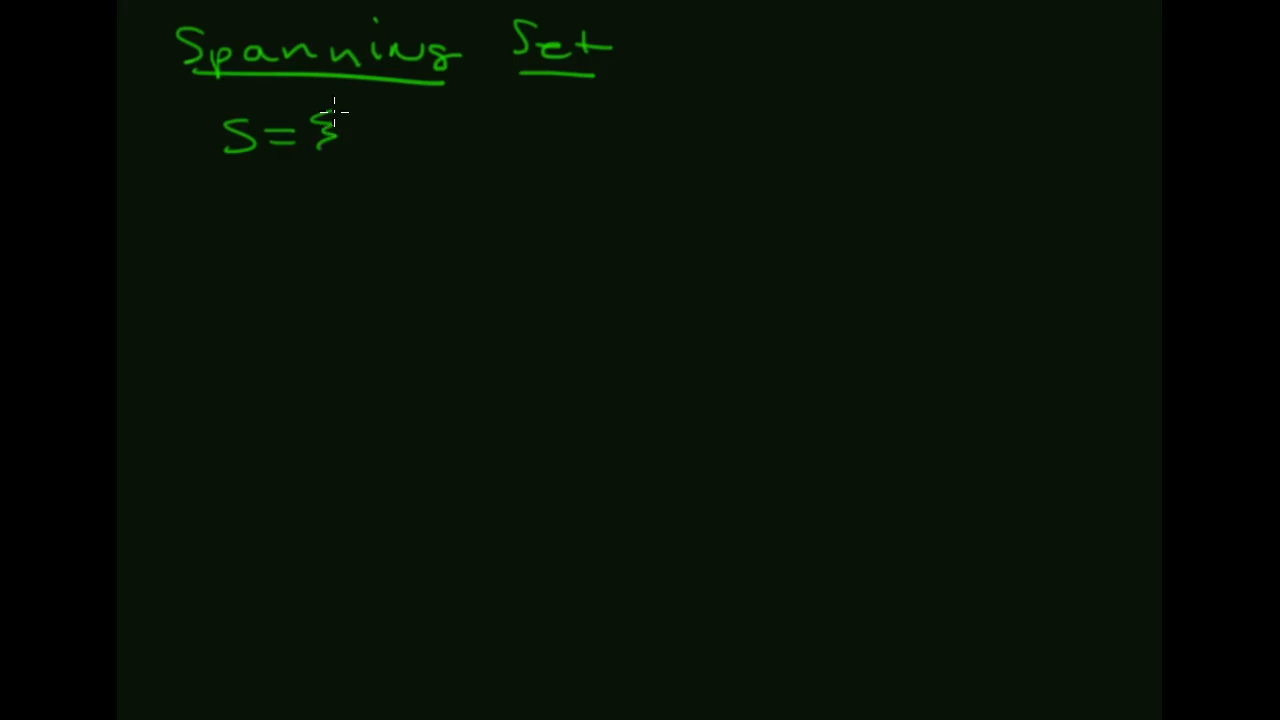 Spanning Set
S = {